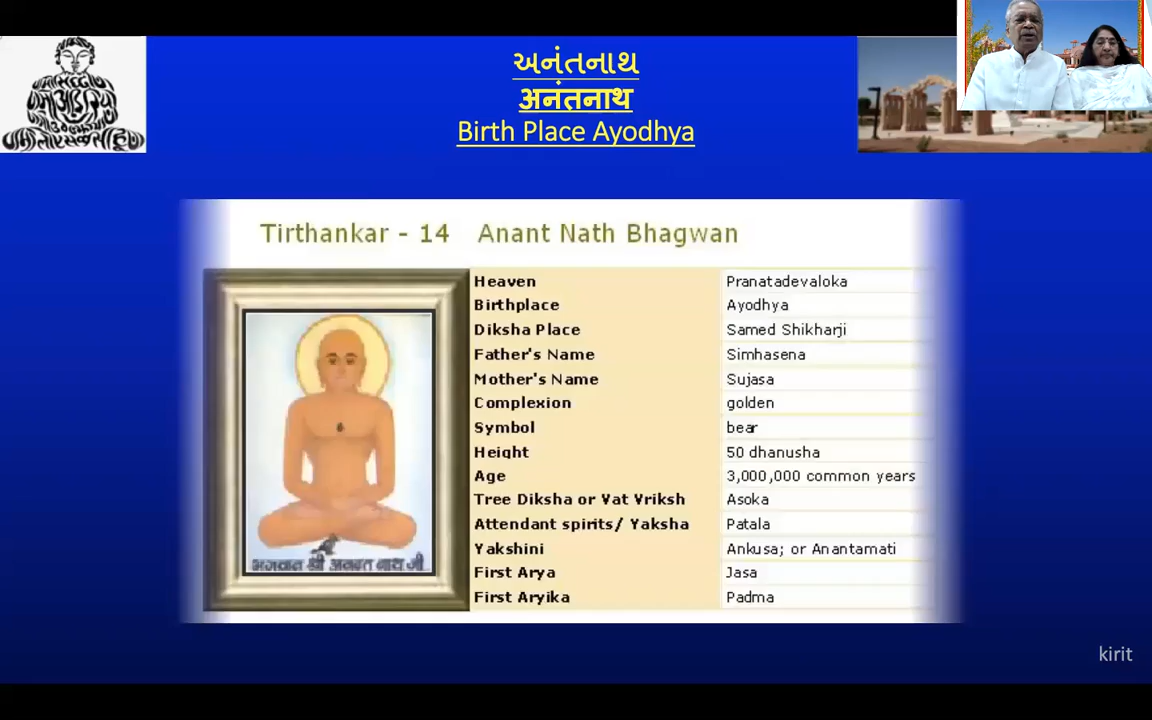 અનંતનાથ
अनंतनाथ
Birth Place Ayodhya
Tirthankar - 14 Anant Nath Bhagwan
Heaven Pranatadevaloka
Birthplace Ayodhya
Diksha Place Samed Shikharji
Father's Name Simhasena
Mother's Name Sujasa
Complexion golden
Symbol bear
Height 50 dhanusha
Age 3,000,000 common years
Tree Diksha or Vat Vriksh Asoka
Attendant spirits/ Yaksha Patala
Yakshini Ankusa; or Anantamati
First Arya Jasa
First Aryika Padma
भगवान श्री अनन्त नाथ जी
kirit